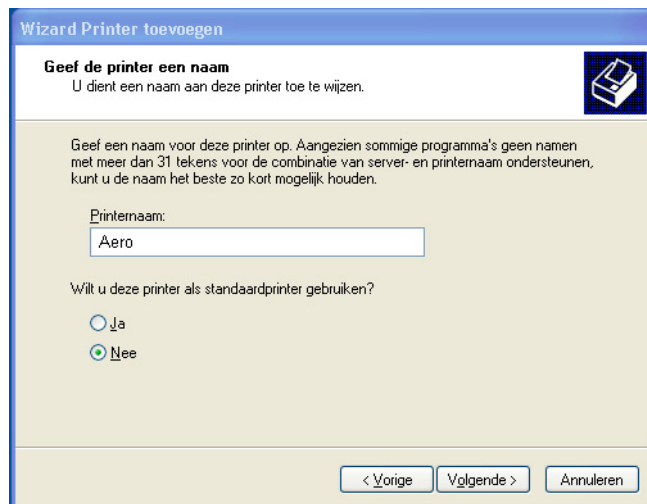 Wizard Printer toevoegen
Geef de printer een naam
U dient een naam aan deze printer toe te wijzen.
Geef een naam voor deze printer op. Aangezien sommige programma's geen namen
met meer dan 31 tekens voor de combinatie van server- en printernaam ondersteunen,
kunt u de naam het beste zo kort mogelijk houden.
Printernaam:
Aero
Wilt u deze printer als standaardprinter gebruiken?
Ja
Nee
< Vorige Volgende > Annuleren